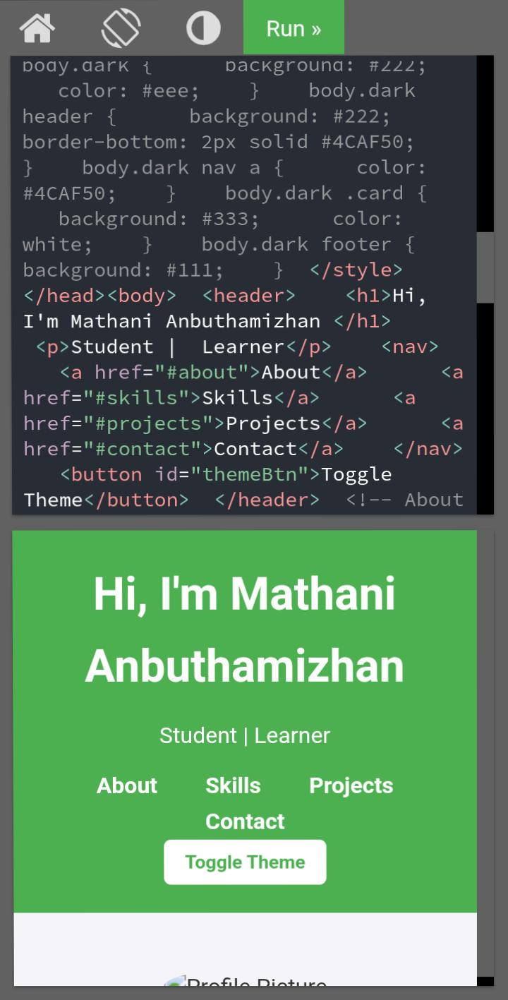 Run »
body.dark {      background: #222;
color: #eee;    }    body.dark
header {      background: #222;
border-bottom: 2px solid #4CAF50;
}    body.dark nav a {      color:
#4CAF50;    }    body.dark .card {
background: #333;      color:
white;    }    body.dark footer {
background: #111;    }  </style>
</head><body>  <header>    <h1>Hi,
I'm Mathani Anbuthamizhan </h1>
<p>Student |  Learner</p>    <nav>
<a href="#about">About</a>      <a
href="#skills">Skills</a>      <a
href="#projects">Projects</a>      <a
href="#contact">Contact</a>    </nav>
<button id="themeBtn">Toggle
Theme</button>  </header>  <!-- About
Hi, I'm Mathani
Anbuthamizhan
Student | Learner
About Skills Projects
Contact
Toggle Theme
Profile Picture